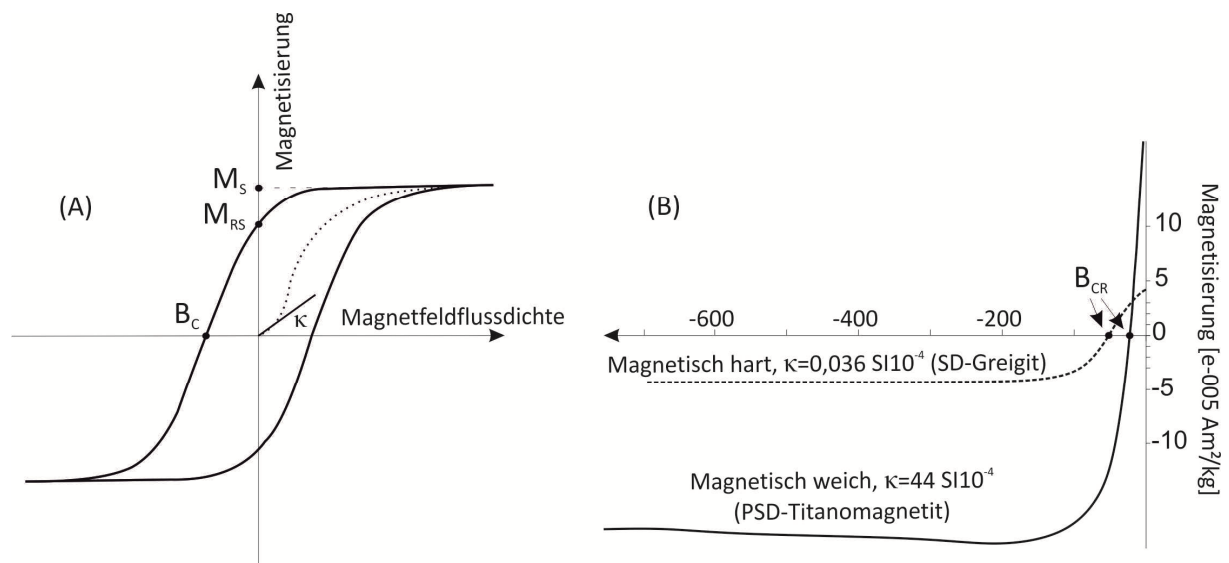 (A)
Magnetisierung
M_S
M_RS
B_C
κ
Magnetfeldflussdichte
(B)
10
5
0
-5
-10
B_CR
-600
-400
-200
Magnetisierung [e-005 Am²/kg]
Magnetisch hart, κ=0,036 SI10⁻⁴ (SD-Greigit)
Magnetisch weich, κ=44 SI10⁻⁴
(PSD-Titanomagnetit)